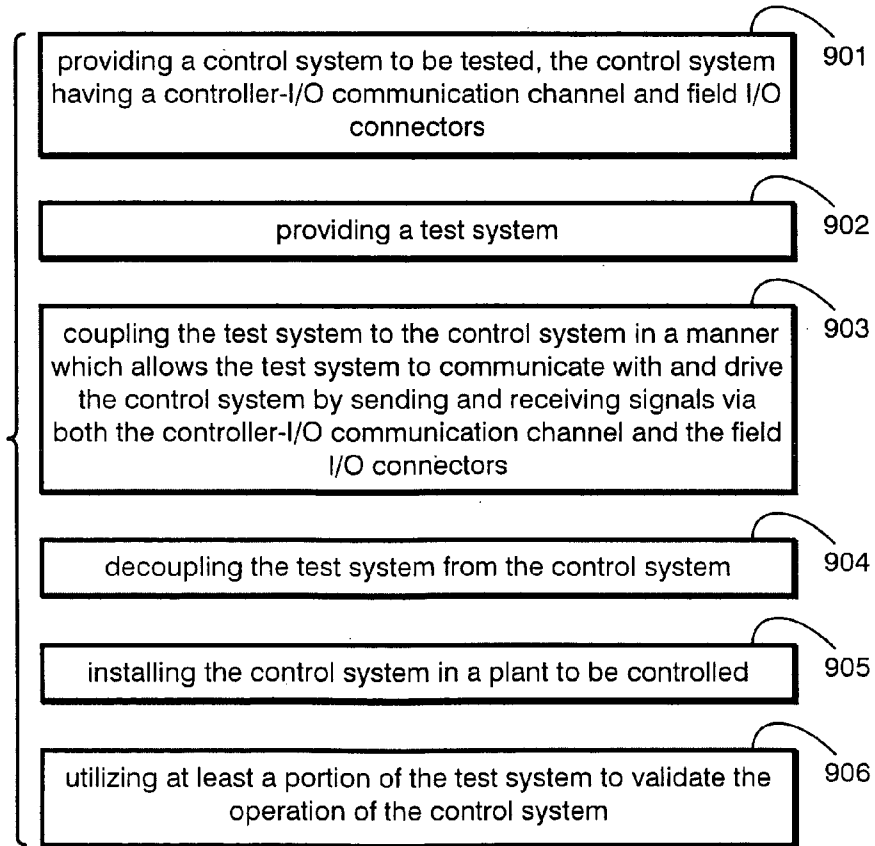 901
providing a control system to be tested, the control system
having a controller-I/O communication channel and field I/O
connectors
902
providing a test system
903
coupling the test system to the control system in a manner
which allows the test system to communicate with and drive
the control system by sending and receiving signals via
both the controller-I/O communication channel and the field
I/O connectors
904
decoupling the test system from the control system
905
installing the control system in a plant to be controlled
906
utilizing at least a portion of the test system to validate the
operation of the control system